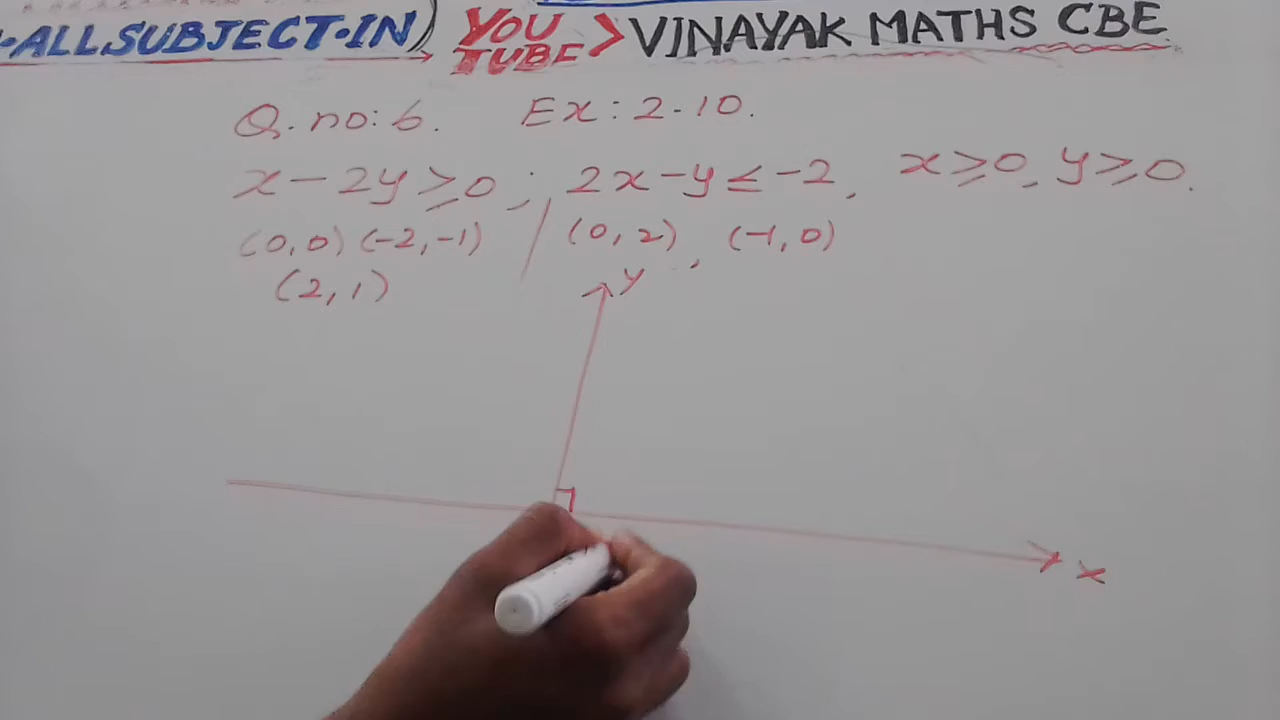 .ALLSUBJECT.IN) YOU TUBE > VINAYAK MATHS CBE
Q.no:6. Ex:2.10.
x-2y≥0; 2x-y≤-2, x≥0, y≥0.
(0,0) (-2,-1) / (0,2), (-1,0)
(2,1)
y
x